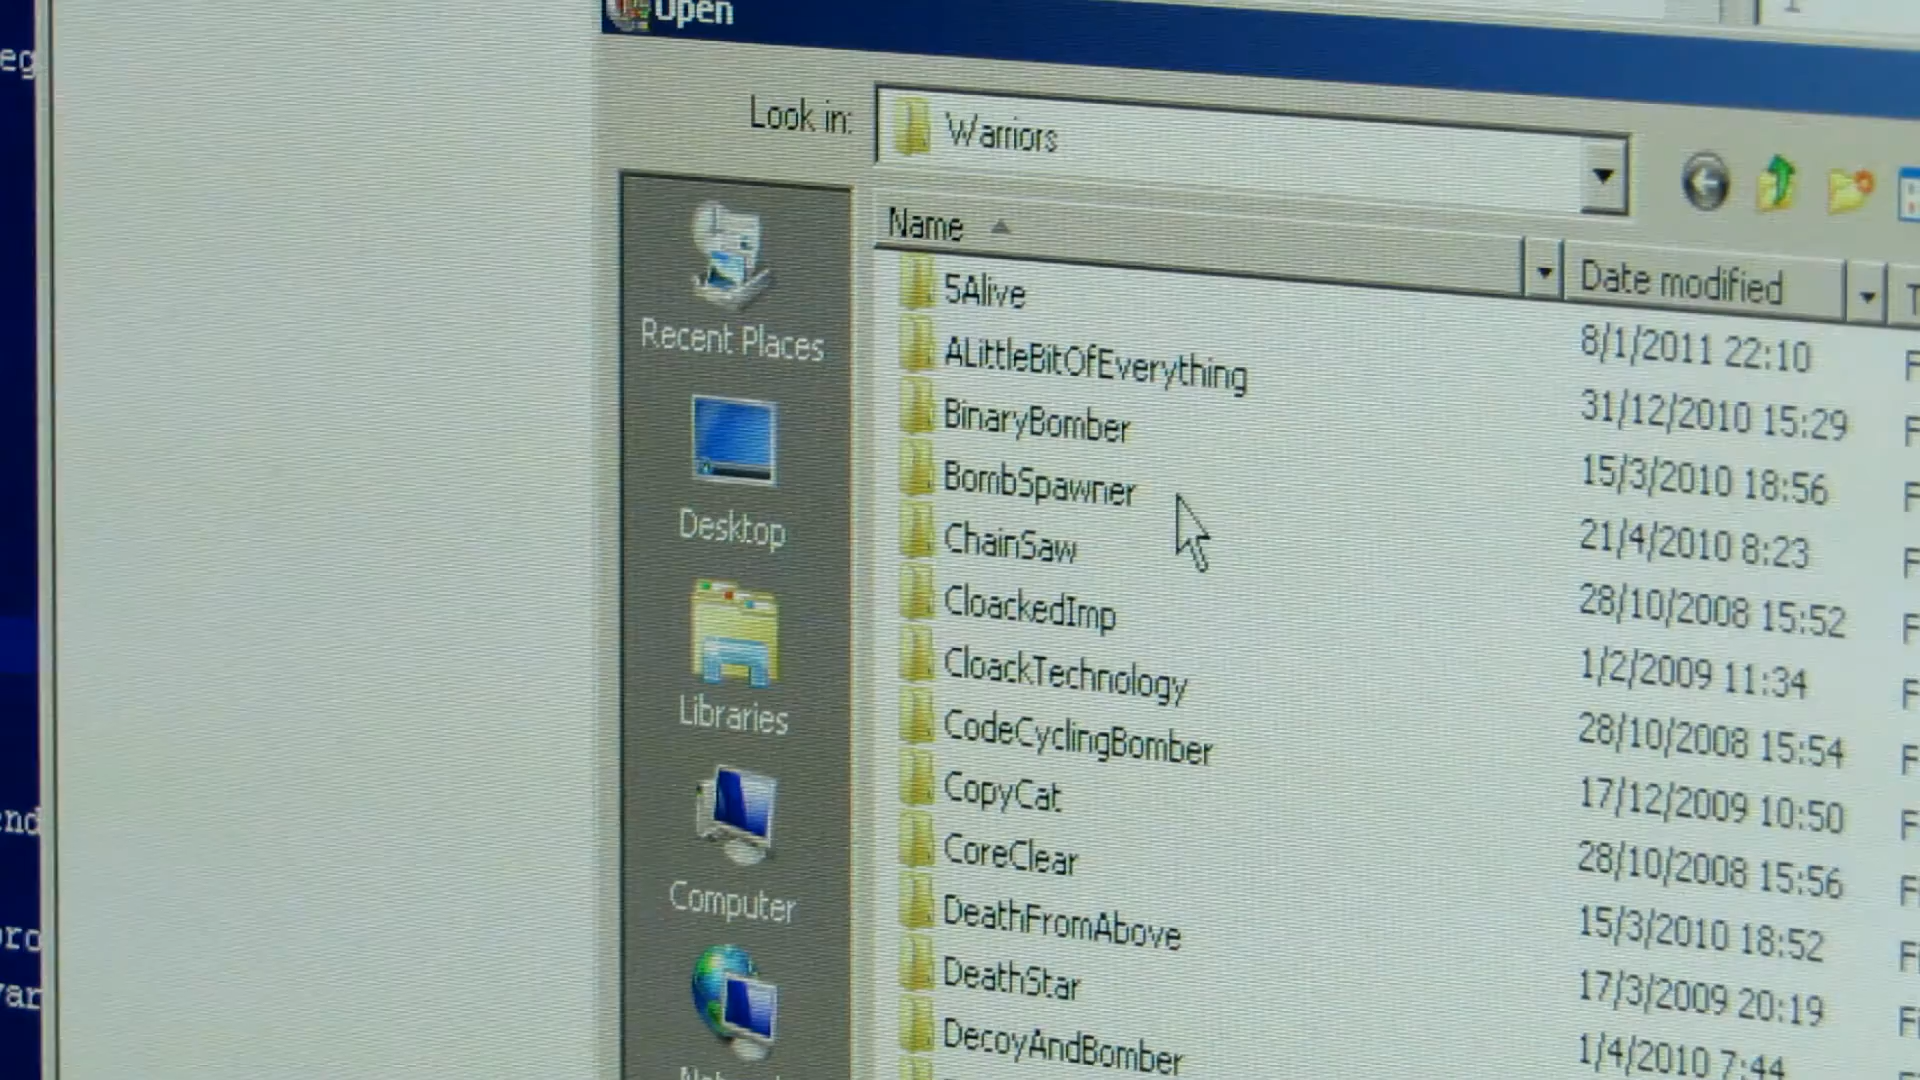 Open
Look in: Warriors
Name Date modified
5Alive 8/1/2011 22:10
ALittleBitOfEverything 31/12/2010 15:29
BinaryBomber 15/3/2010 18:56
BombSpawner 21/4/2010 8:23
ChainSaw 28/10/2008 15:52
CloackedImp 1/2/2009 11:34
CloackTechnology 28/10/2008 15:54
CodeCyclingBomber 17/12/2009 10:50
CopyCat 28/10/2008 15:56
CoreClear 15/3/2010 18:52
DeathFromAbove 17/3/2009 20:19
DeathStar 1/4/2010 7:44
DecoyAndBomber
Recent Places
Desktop
Libraries
Computer